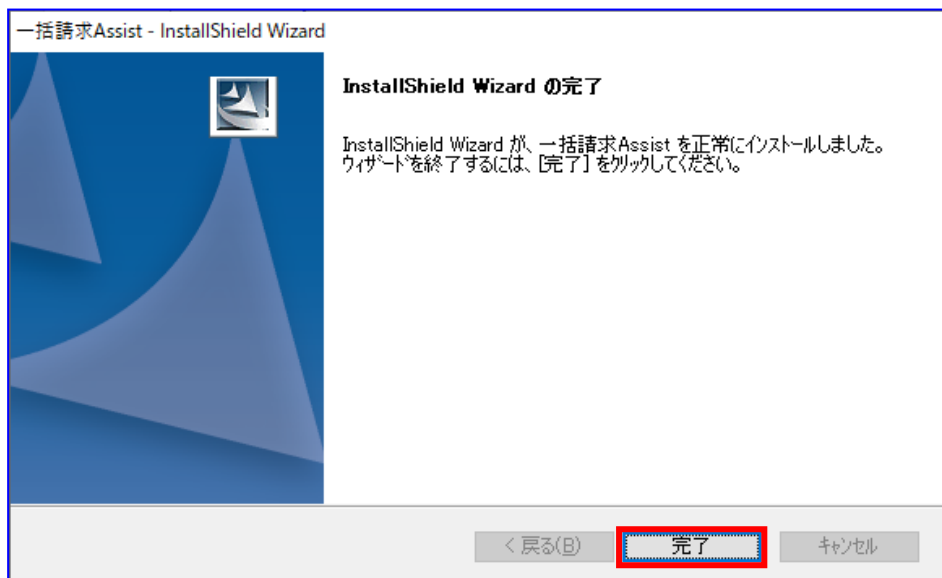 一括請求Assist - InstallShield Wizard
InstallShield Wizard の完了
InstallShield Wizard が、一括請求Assist を正常にインストールしました。
ウィザードを終了するには、[完了] をクリックしてください。
< 戻る(B) 完了 キャンセル